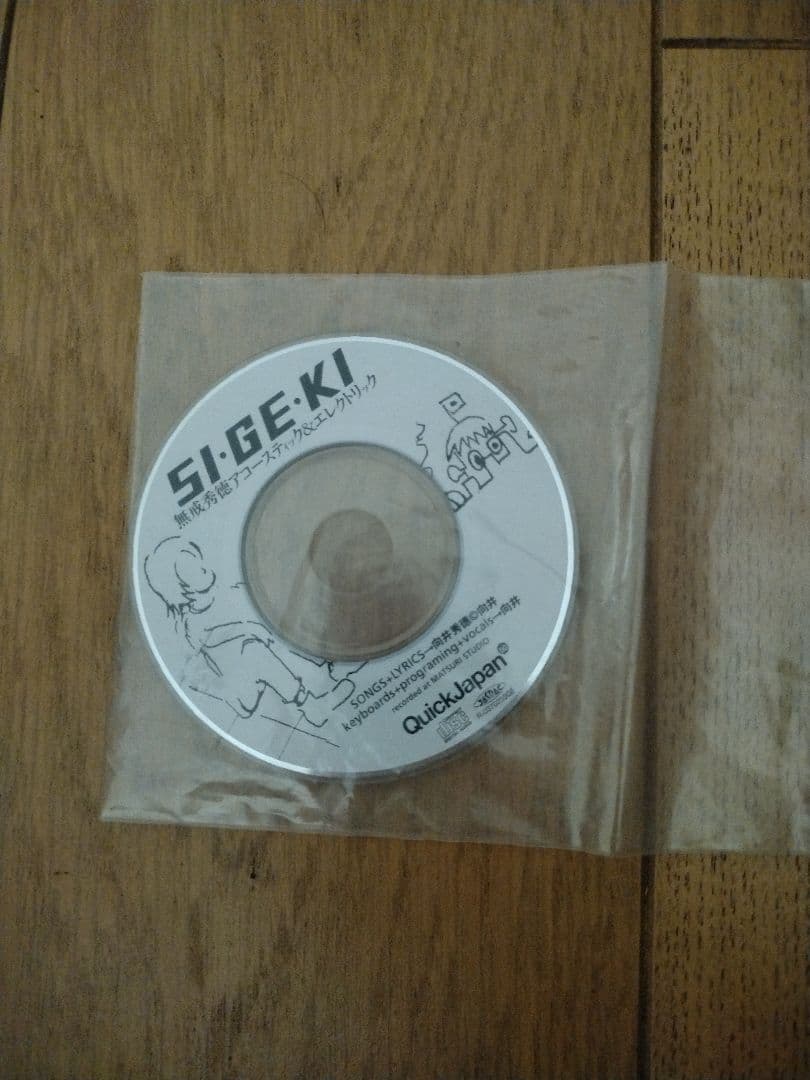 SI・GE・KI
無戒秀徳アコースティック&エレクトリック
SONGS+LYRICS→向井秀徳©向井
keyboards+programing+vocals→向井
recorded at MATSURI STUDIO
QuickJapan
JASRAC